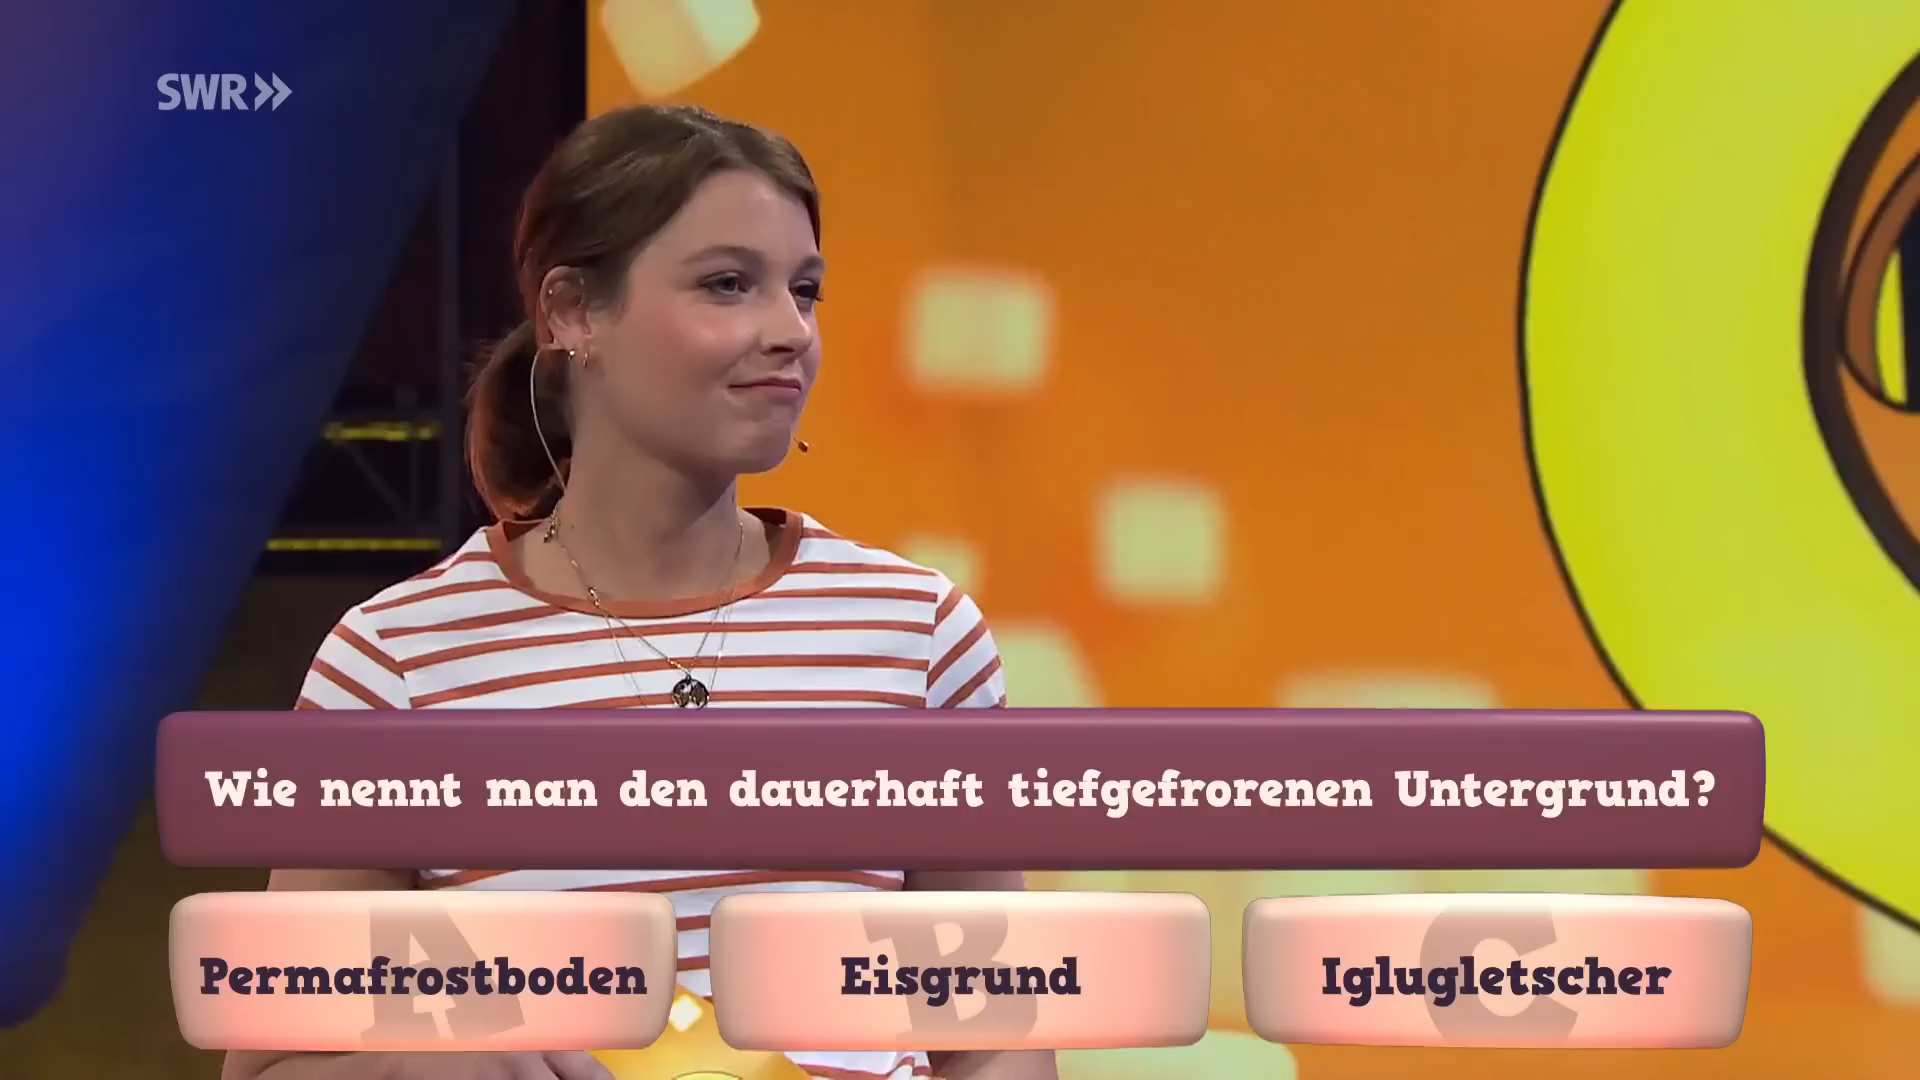 SWR
Wie nennt man den dauerhaft tiefgefrorenen Untergrund?
A
Permafrostboden
B
Eisgrund
C
Iglugletscher